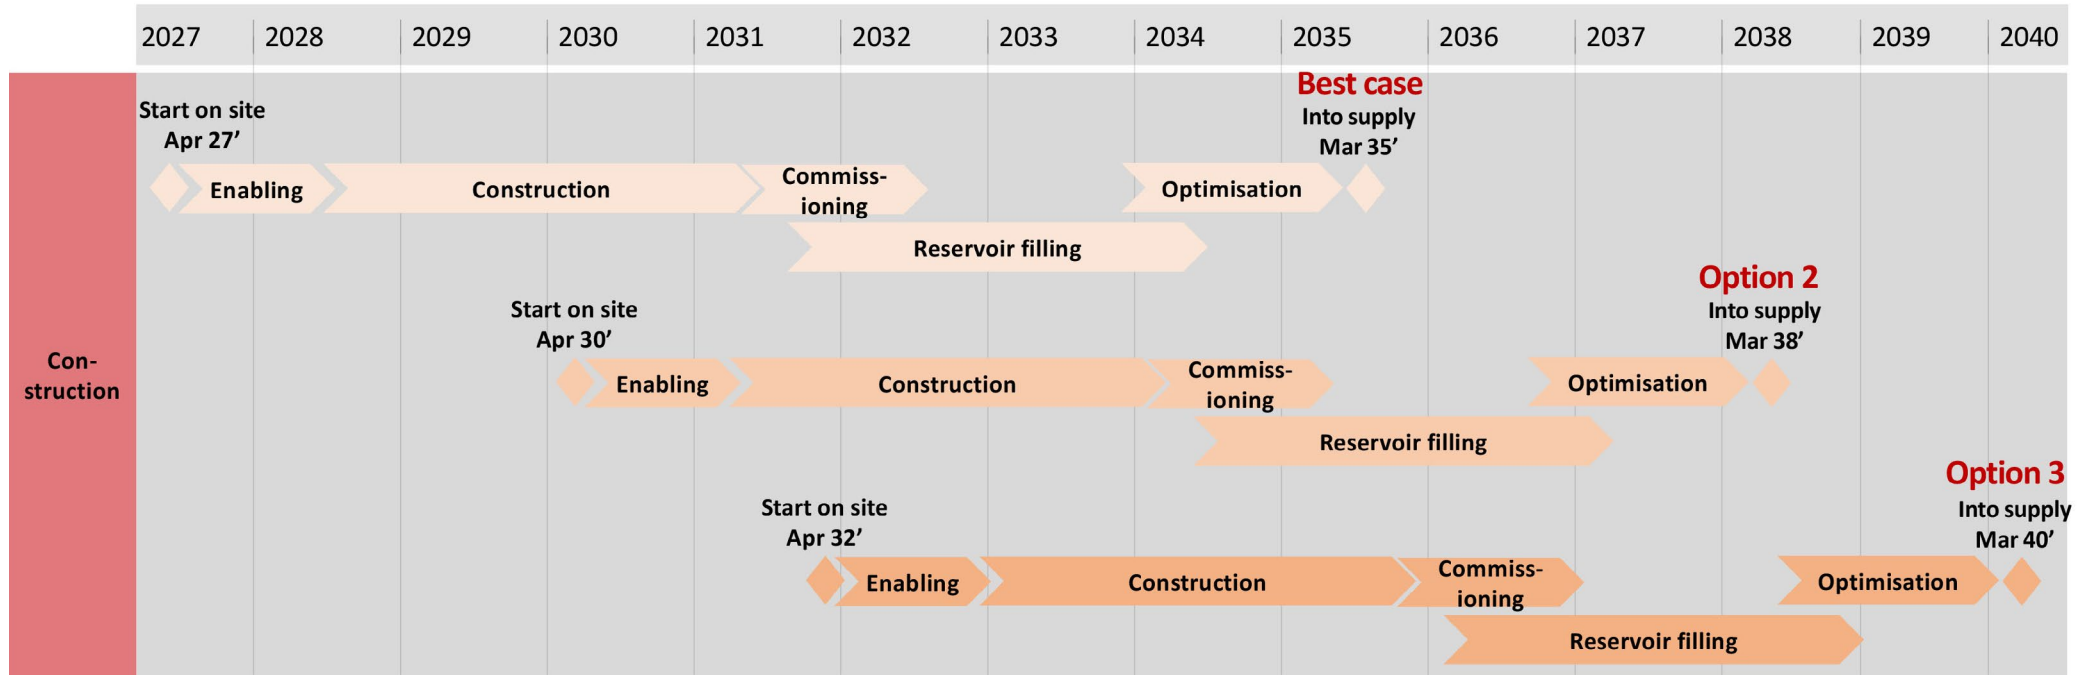 2027 2028 2029 2030 2031 2032 2033 2034 2035 2036 2037 2038 2039 2040
Con-
struction
Start on site
Apr 27’
Enabling
Construction
Commiss-
ioning
Reservoir filling
Optimisation
Best case
Into supply
Mar 35’
Start on site
Apr 30’
Enabling
Construction
Commiss-
ioning
Reservoir filling
Optimisation
Option 2
Into supply
Mar 38’
Start on site
Apr 32’
Enabling
Construction
Commiss-
ioning
Reservoir filling
Optimisation
Option 3
Into supply
Mar 40’